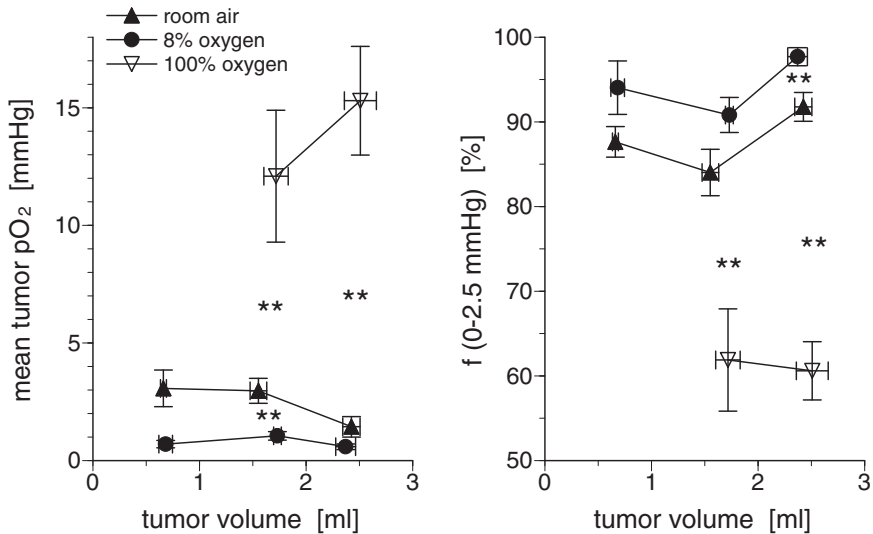 room air
8% oxygen
100% oxygen
mean tumor pO₂ [mmHg]
15
10
5
0
**
**
**
0 1 2 3
tumor volume [ml]
f (0-2.5 mmHg) [%]
100
90
80
70
60
50
**
**
**
0 1 2 3
tumor volume [ml]